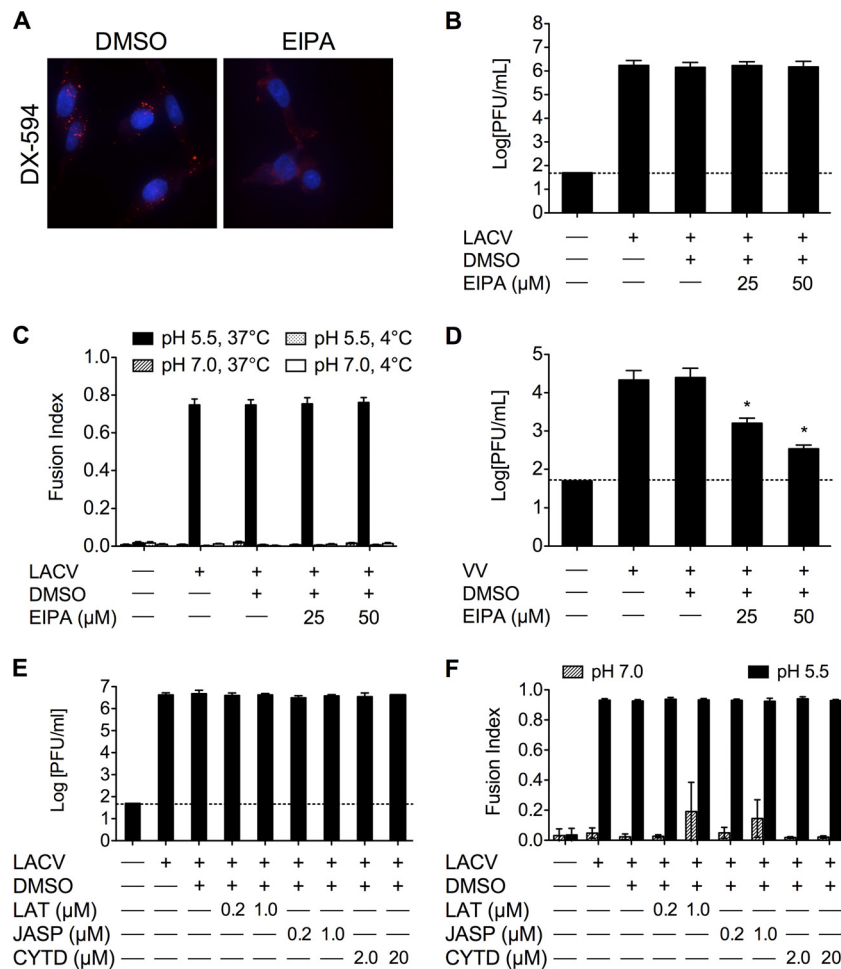 A
DMSO
EIPA
DX-594
B
Log[PFU/mL]
8
7
6
5
4
3
2
1
0
LACV — + + + +
DMSO — — + + +
EIPA (µM) — — — 25 50
C
pH 5.5, 37°C
pH 5.5, 4°C
pH 7.0, 37°C
pH 7.0, 4°C
Fusion Index
1.0
0.8
0.6
0.4
0.2
0.0
LACV — + + + +
DMSO — — + + +
EIPA (µM) — — — 25 50
D
Log[PFU/mL]
5
4
3
2
1
0
* *
VV — + + + +
DMSO — — + + +
EIPA (µM) — — — 25 50
E
Log [PFU/ml]
7
6
5
4
3
2
1
0
LACV — + + + + + + + +
DMSO — — + + + + + + +
LAT (µM) — — — 0.2 1.0 — — — —
JASP (µM) — — — — — 0.2 1.0 — —
CYTD (µM) — — — — — — — 2.0 20
F
pH 7.0
pH 5.5
Fusion Index
1.0
0.8
0.6
0.4
0.2
0.0
LACV — + + + + + + + +
DMSO — — + + + + + + +
LAT (µM) — — — 0.2 1.0 — — — —
JASP (µM) — — — — — 0.2 1.0 — —
CYTD (µM) — — — — — — — 2.0 20